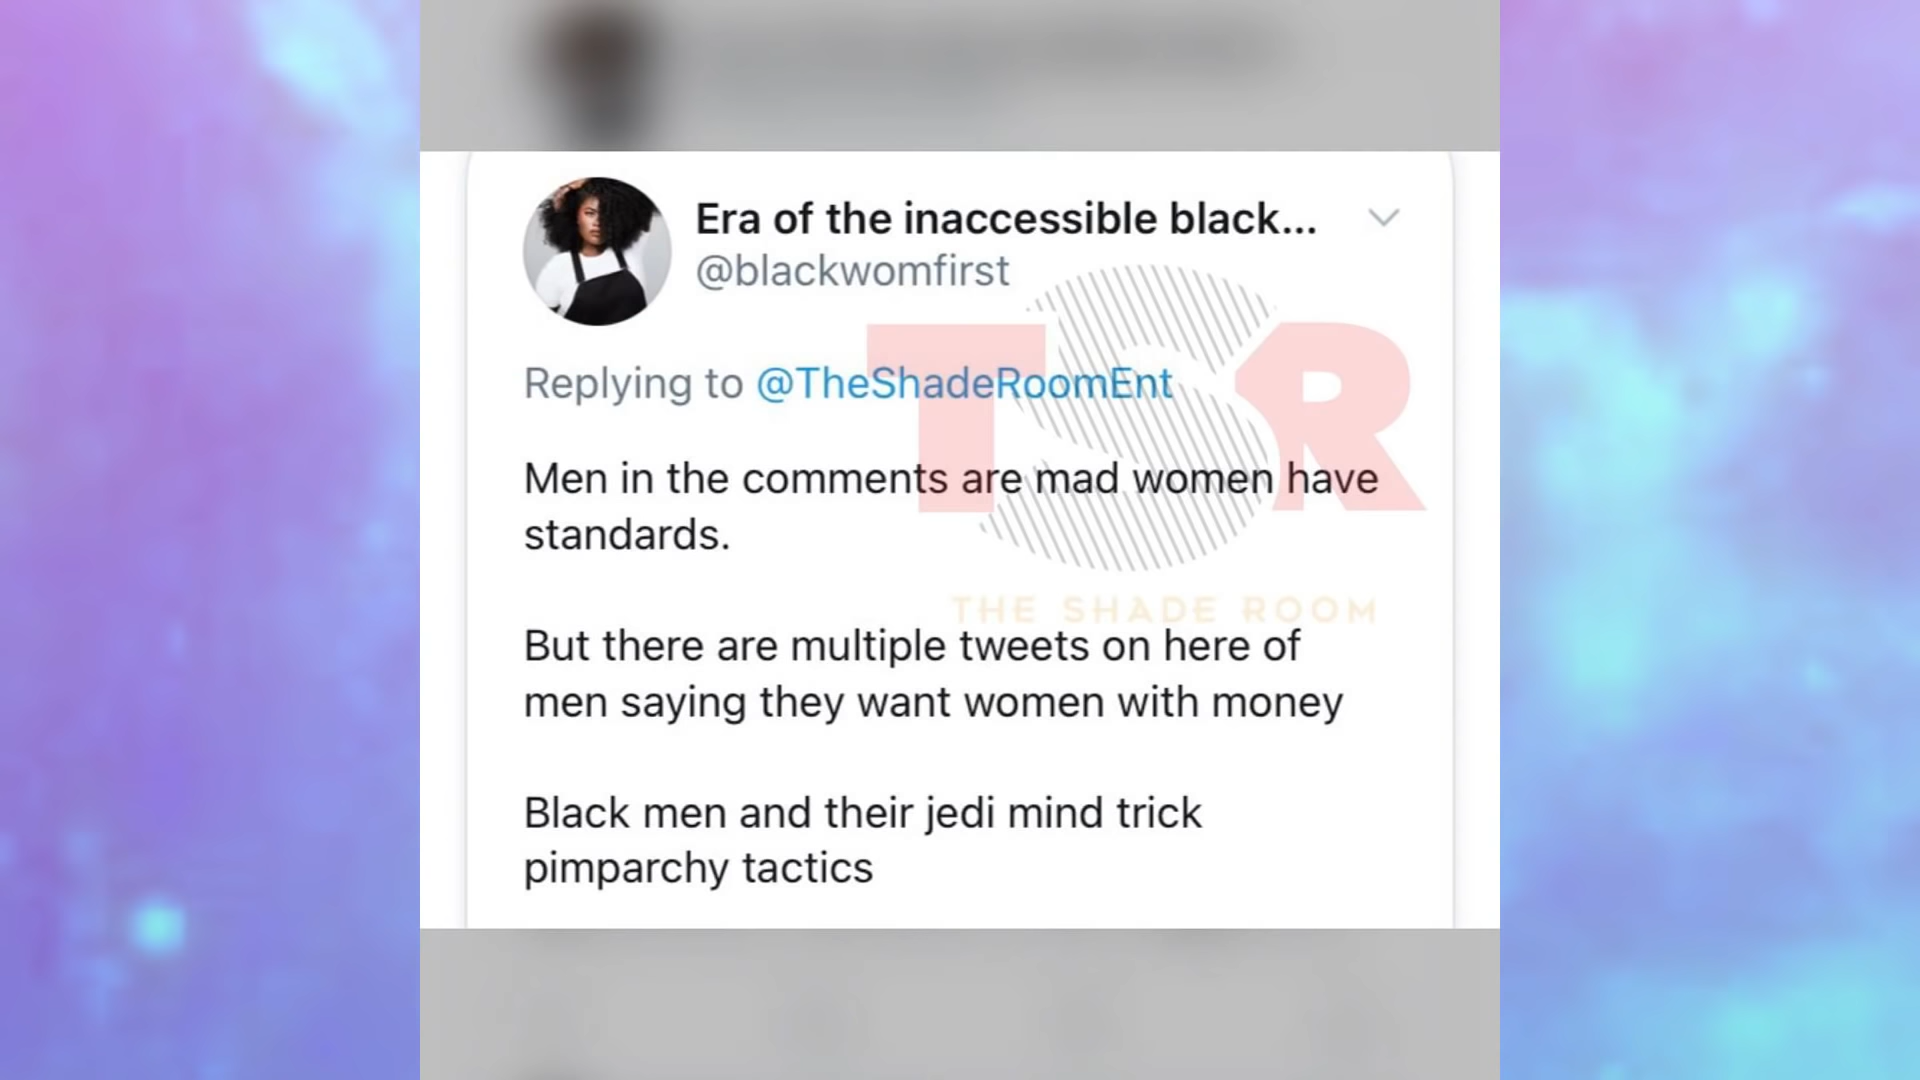 Era of the inaccessible black...
@blackwomfirst
Replying to @TheShadeRoomEnt
Men in the comments are mad women have
standards.
TSR
THE SHADE ROOM
But there are multiple tweets on here of
men saying they want women with money
Black men and their jedi mind trick
pimparchy tactics